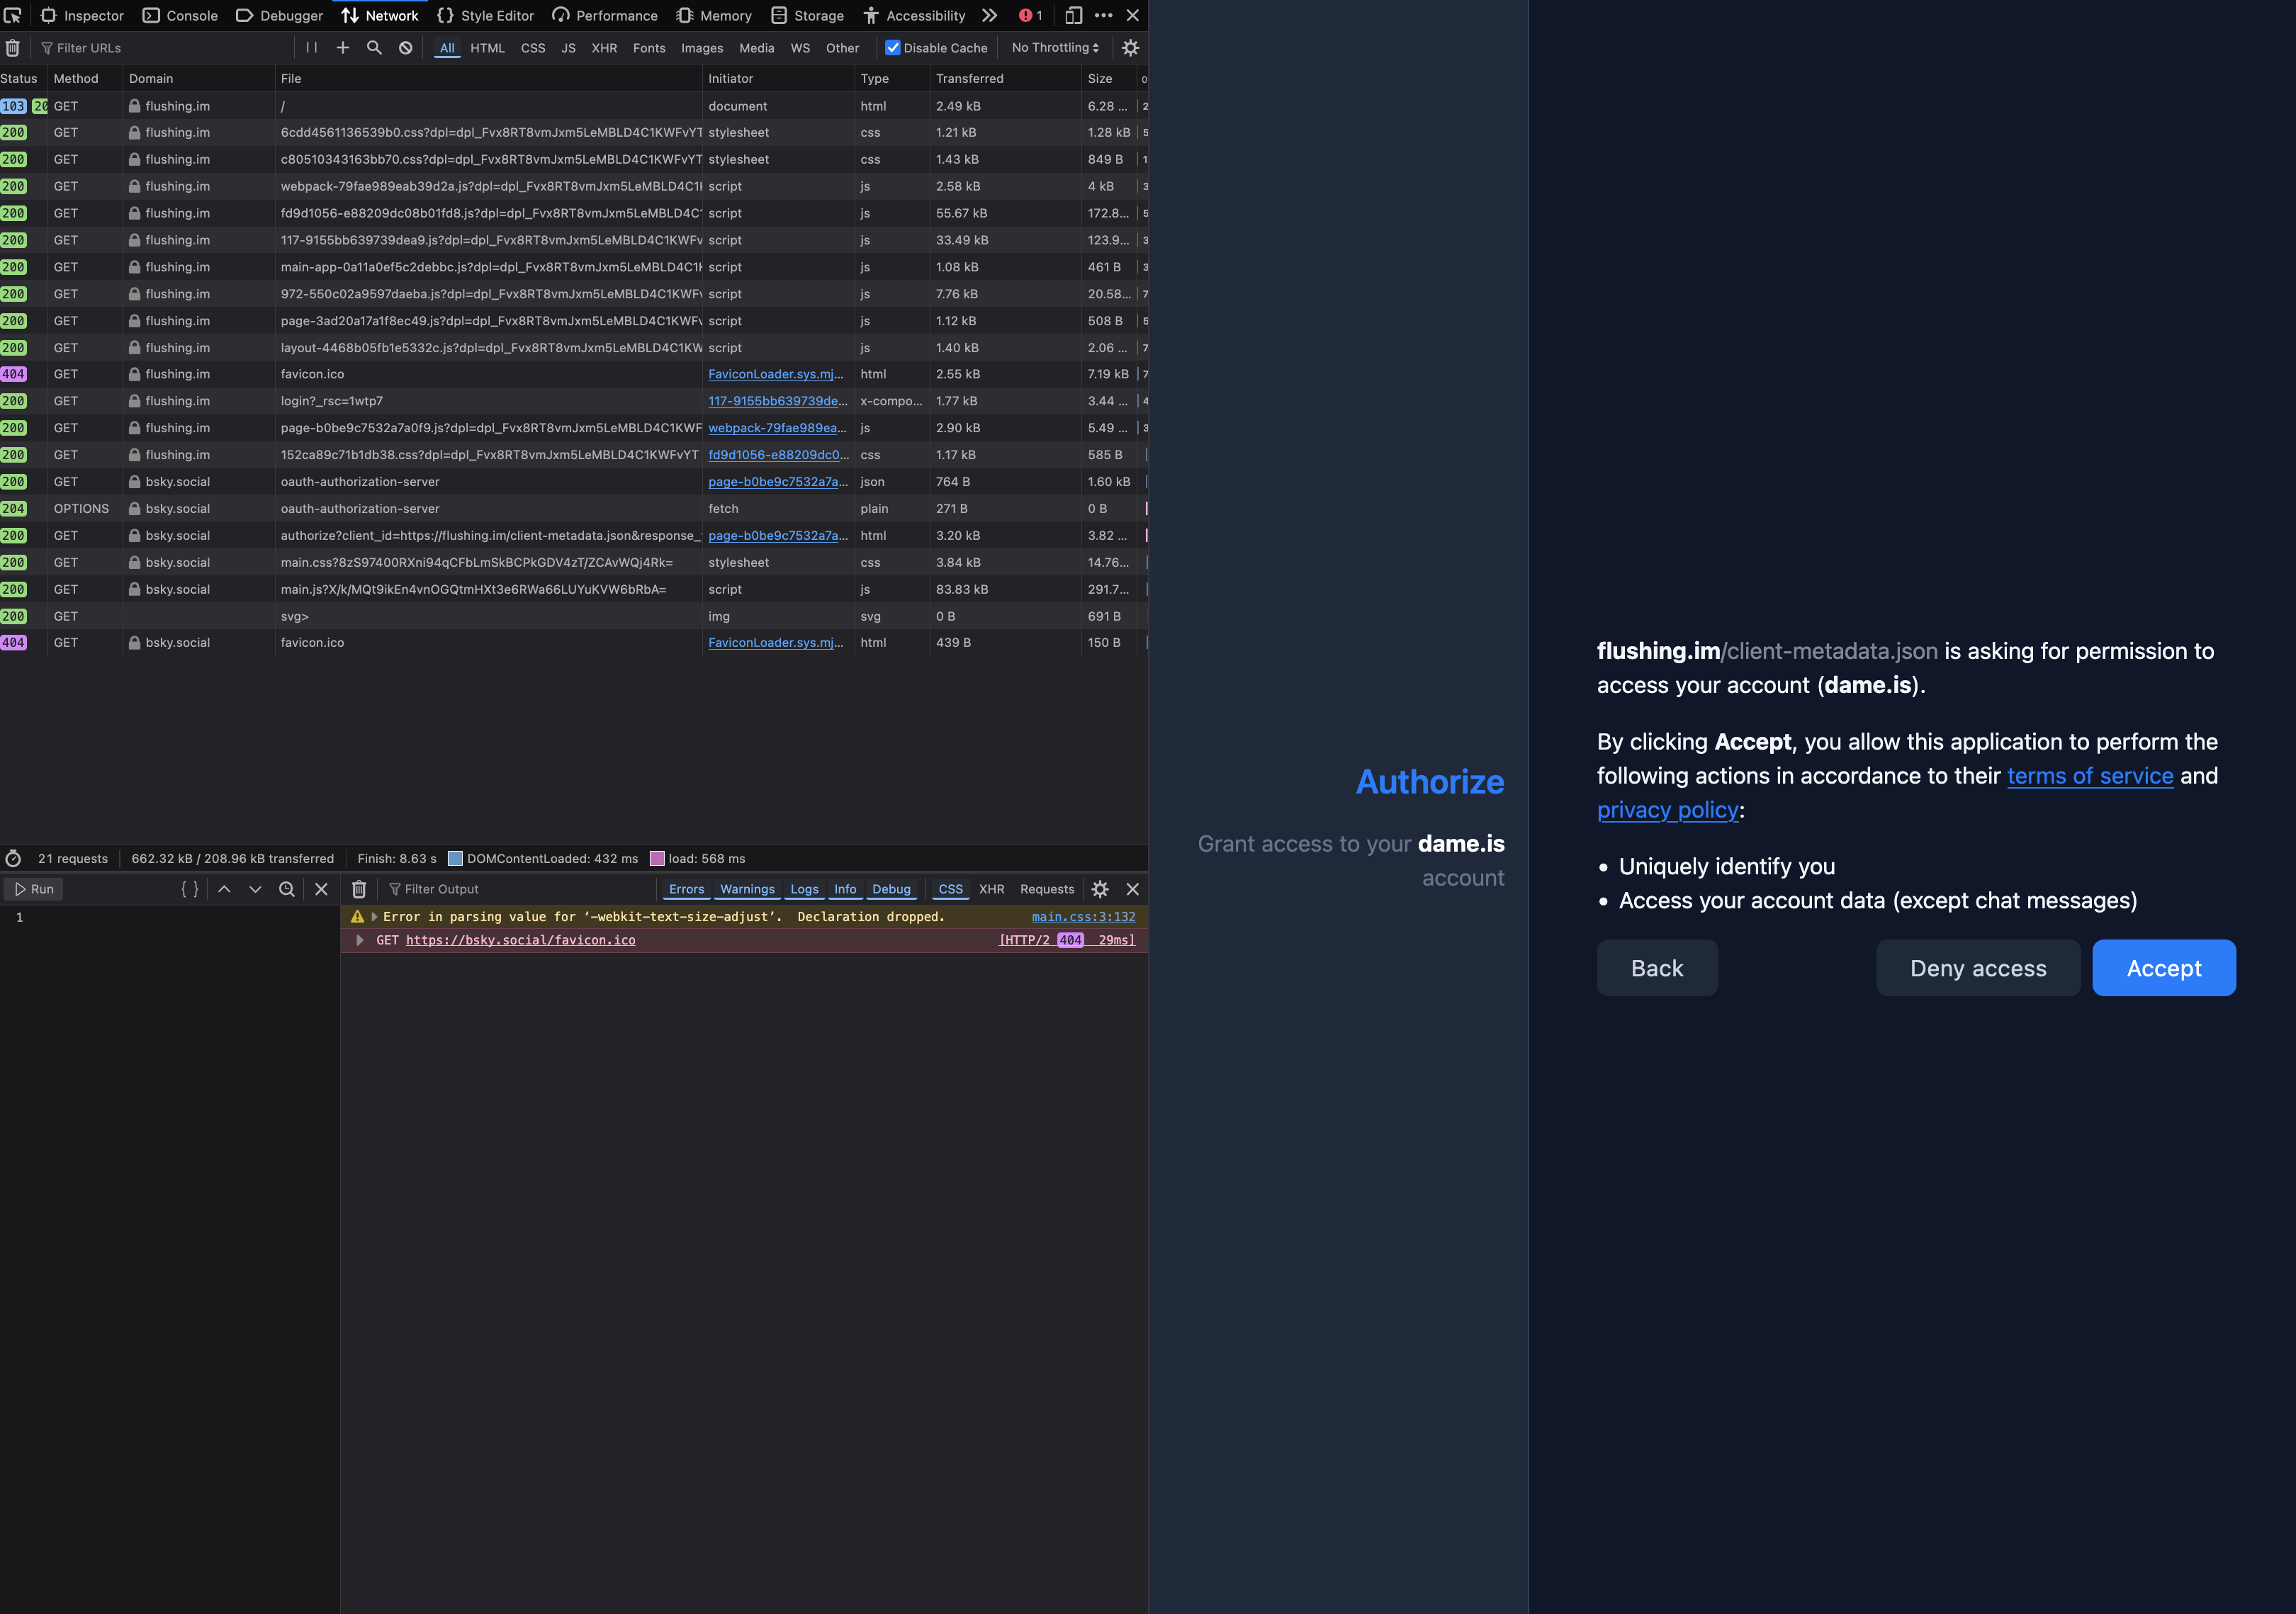 Inspector Console Debugger Network Style Editor Performance Memory Storage Accessibility 1
Filter URLs All HTML CSS JS XHR Fonts Images Media WS Other Disable Cache No Throttling
Status Method Domain File Initiator Type Transferred Size
103 20 GET flushing.im / document html 2.49 kB 6.28 ...
200 GET flushing.im 6cdd4561136539b0.css?dpl=dpl_Fvx8RT8vmJxm5LeMBLD4C1KWFvYT stylesheet css 1.21 kB 1.28 kB
200 GET flushing.im c80510343163bb70.css?dpl=dpl_Fvx8RT8vmJxm5LeMBLD4C1KWFvYT stylesheet css 1.43 kB 849 B
200 GET flushing.im webpack-79fae989eab39d2a.js?dpl=dpl_Fvx8RT8vmJxm5LeMBLD4C1 script js 2.58 kB 4 kB
200 GET flushing.im fd9d1056-e88209dc08b01fd8.js?dpl=dpl_Fvx8RT8vmJxm5LeMBLD4C script js 55.67 kB 172.8...
200 GET flushing.im 117-9155bb639739dea9.js?dpl=dpl_Fvx8RT8vmJxm5LeMBLD4C1KWFv script js 33.49 kB 123.9...
200 GET flushing.im main-app-0a11a0ef5c2debbc.js?dpl=dpl_Fvx8RT8vmJxm5LeMBLD4C1 script js 1.08 kB 461 B
200 GET flushing.im 972-550c02a9597daeba.js?dpl=dpl_Fvx8RT8vmJxm5LeMBLD4C1KWF script js 7.76 kB 20.58...
200 GET flushing.im page-3ad20a17a1f8ec49.js?dpl=dpl_Fvx8RT8vmJxm5LeMBLD4C1KWF script js 1.12 kB 508 B
200 GET flushing.im layout-4468b05fb1e5332c.js?dpl=dpl_Fvx8RT8vmJxm5LeMBLD4C1KW script js 1.40 kB 2.06 ...
404 GET flushing.im favicon.ico FaviconLoader.sys.mj... html 2.55 kB 7.19 kB
200 GET flushing.im login?_rsc=1wtp7 117-9155bb639739de... x-compo... 1.77 kB 3.44 ...
200 GET flushing.im page-b0be9c7532a7a0f9.js?dpl=dpl_Fvx8RT8vmJxm5LeMBLD4C1KWF webpack-79fae989ea... js 2.90 kB 5.49 ...
200 GET flushing.im 152ca89c71b1db38.css?dpl=dpl_Fvx8RT8vmJxm5LeMBLD4C1KWFvYT fd9d1056-e88209dc0... css 1.17 kB 585 B
200 GET bsky.social oauth-authorization-server page-b0be9c7532a7a... json 764 B 1.60 kB
204 OPTIONS bsky.social oauth-authorization-server fetch plain 271 B 0 B
200 GET bsky.social authorize?client_id=https://flushing.im/client-metadata.json&response_ page-b0be9c7532a7a... html 3.20 kB 3.82 ...
200 GET bsky.social main.css?8zS97400RXni94qCFbLmSkBCPkGDV4zT/ZCAvWQj4Rk= stylesheet css 3.84 kB 14.76...
200 GET bsky.social main.js?X/k/MQt9ikEn4vnOGQtmHXt3e6RWa66LUYuKVW6bRbA= script js 83.83 kB 291.7...
200 GET svg> img svg 0 B 691 B
404 GET bsky.social favicon.ico FaviconLoader.sys.mj... html 439 B 150 B
21 requests 662.32 kB / 208.96 kB transferred Finish: 8.63 s DOMContentLoaded: 432 ms load: 568 ms
Run { } Filter Output Errors Warnings Logs Info Debug CSS XHR Requests
1
Error in parsing value for ‘-webkit-text-size-adjust’. Declaration dropped. main.css:3:132
GET https://bsky.social/favicon.ico [HTTP/2 404 29ms]
Authorize
Grant access to your dame.is
account
flushing.im/client-metadata.json is asking for permission to
access your account (dame.is).
By clicking Accept, you allow this application to perform the
following actions in accordance to their terms of service and
privacy policy:
• Uniquely identify you
• Access your account data (except chat messages)
Back Deny access Accept